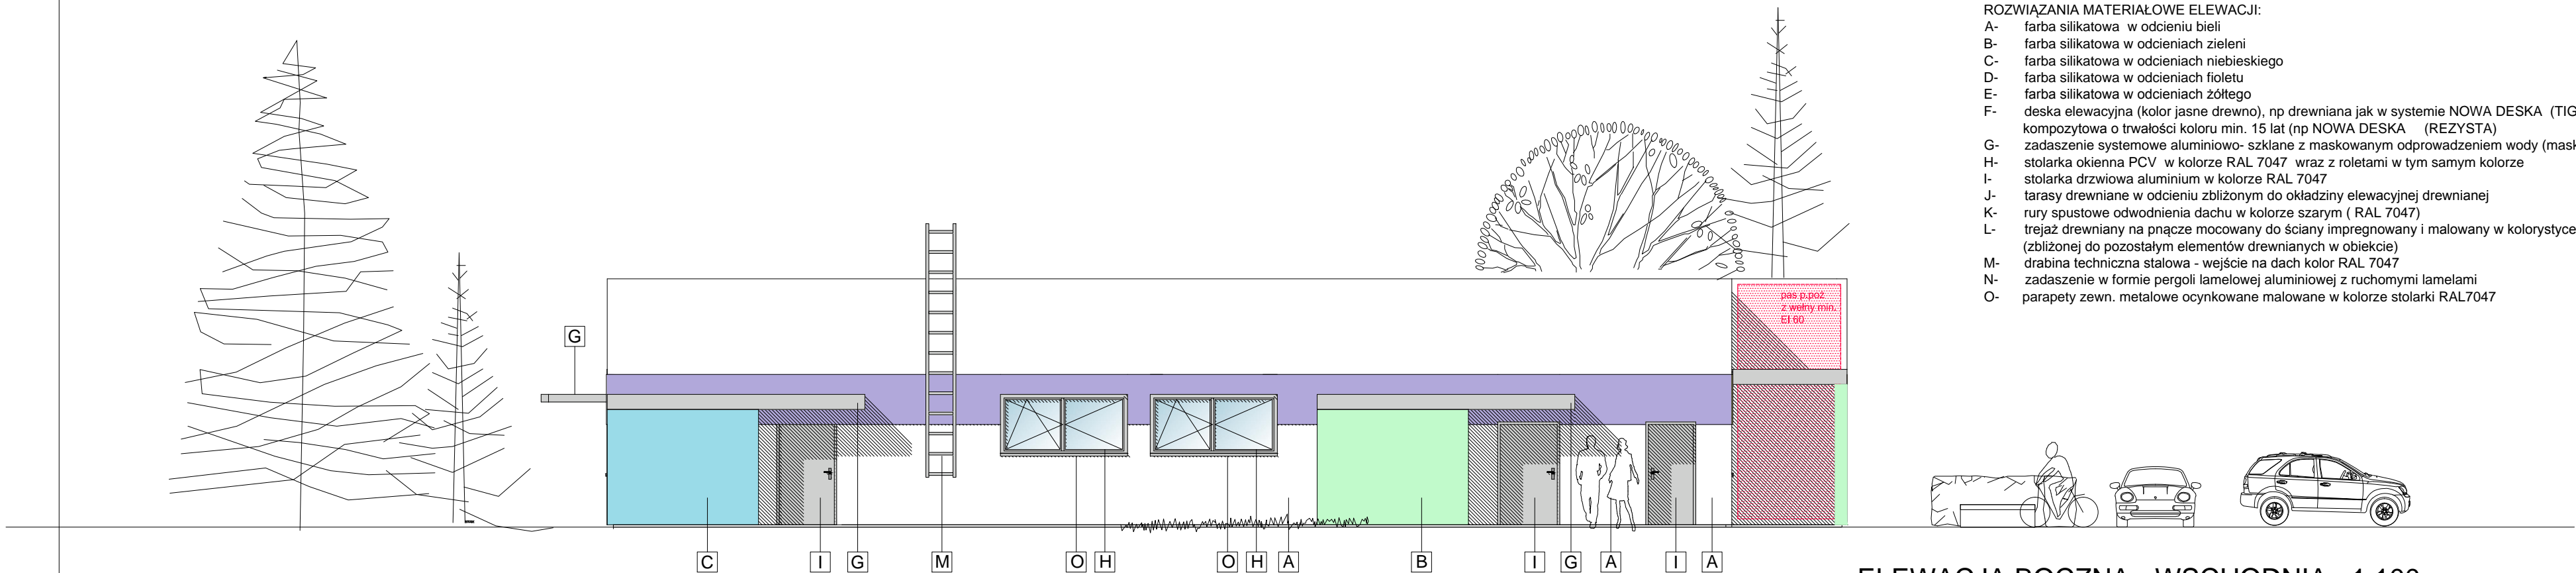 ROZWIĄZANIA MATERIAŁOWE ELEWACJI:
A- farba silikatowa w odcieniu bieli
B- farba silikatowa w odcieniach zieleni
C- farba silikatowa w odcieniach niebieskiego
D- farba silikatowa w odcieniach fioletu
E- farba silikatowa w odcieniach żółtego
F- deska elewacyjna (kolor jasne drewno), np drewniana jak w systemie NOWA DESKA (TIG
kompozytowa o trwałości koloru min. 15 lat (np NOWA DESKA (REZYSTA)
G- zadaszenie systemowe aluminiowo- szklane z maskowanym odprowadzeniem wody (mask
H- stolarka okienna PCV w kolorze RAL 7047 wraz z roletami w tym samym kolorze
I- stolarka drzwiowa aluminium w kolorze RAL 7047
J- tarasy drewniane w odcieniu zbliżonym do okładziny elewacyjnej drewnianej
K- rury spustowe odwodnienia dachu w kolorze szarym ( RAL 7047)
L- trejaż drewniany na pnącze mocowany do ściany impregnowany i malowany w kolorystyce
(zbliżonej do pozostałym elementów drewnianych w obiekcie)
M- drabina techniczna stalowa - wejście na dach kolor RAL 7047
N- zadaszenie w formie pergoli lamelowej aluminiowej z ruchomymi lamelami
O- parapety zewn. metalowe ocynkowane malowane w kolorze stolarki RAL7047
pas p.poż
z wełny min.
EI 60
G
C I G M O H O H A B I G A I A
ELEWACJA BOCZNA - WSCHODNIA - 1:100